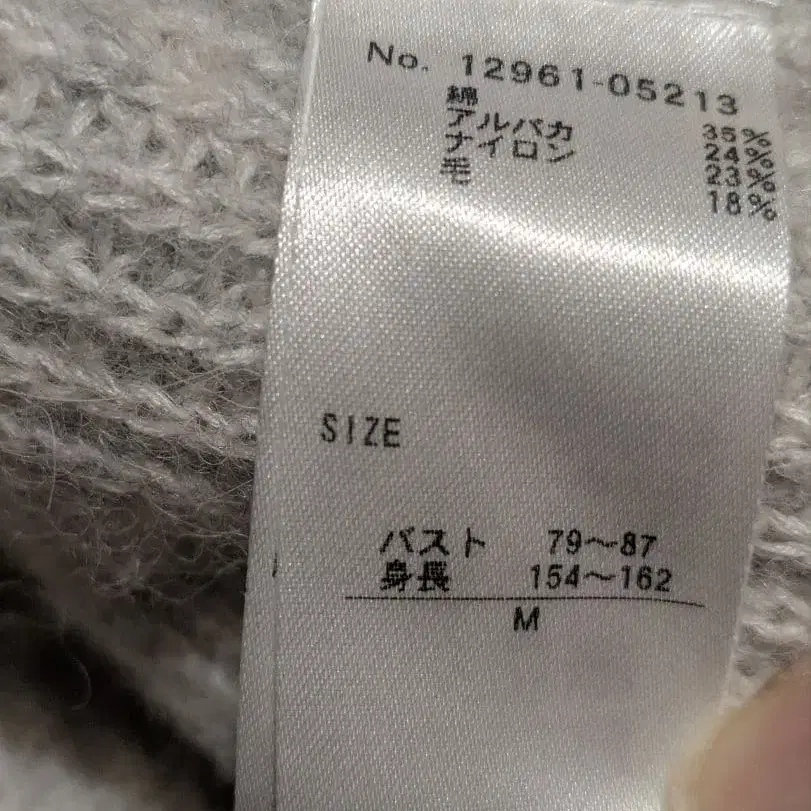 No. 12961-05213
綿 35%
アルパカ 24%
ナイロン 23%
毛 18%
SIZE
バスト 79〜87
身長 154〜162
M